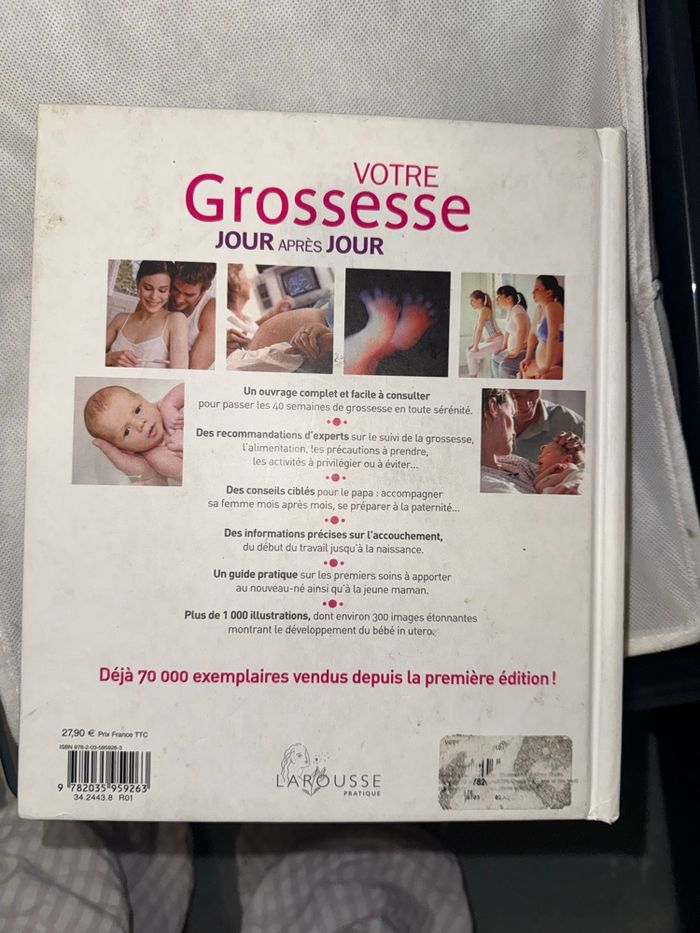 VOTRE
Grossesse
JOUR APRÈS JOUR
Un ouvrage complet et facile à consulter
pour passer les 40 semaines de grossesse en toute sérénité.
Des recommandations d'experts sur le suivi de la grossesse,
l'alimentation, les précautions à prendre,
les activités à privilégier ou à éviter...
Des conseils ciblés pour le papa : accompagner
sa femme mois après mois, se préparer à la paternité...
Des informations précises sur l'accouchement,
du début du travail jusqu'à la naissance.
Un guide pratique sur les premiers soins à apporter
au nouveau-né ainsi qu'à la jeune maman.
Plus de 1 000 illustrations, dont environ 300 images étonnantes
montrant le développement du bébé in utero.
Déjà 70 000 exemplaires vendus depuis la première édition !
27,90 € Prix France TTC
ISBN 978-2-03-595926-3
9 782035 959263
34.2443.8 R01
LAROUSSE
PRATIQUE